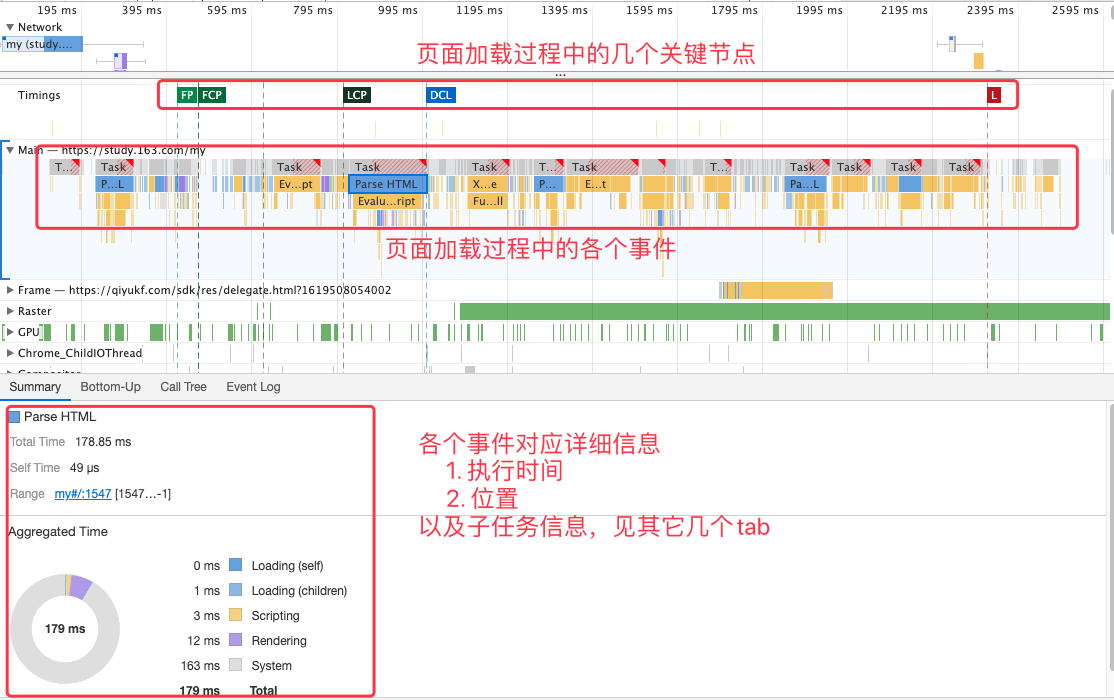 195 ms 395 ms 595 ms 795 ms 995 ms 1195 ms 1395 ms 1595 ms 1795 ms 1995 ms 2195 ms 2395 ms 2595 ms
▼ Network
my (study....
页面加载过程中的几个关键节点
...
Timings FP FCP LCP DCL L
▼ Main — https://study.163.com/my
T... Task Task Task Task T... Task T... Task Task Task Task
P...L Ev...pt Parse HTML X...e P... E...t Pa...L
Evalu...ript Fu...ll
页面加载过程中的各个事件
▶ Frame — https://qiyukf.com/sdk/res/delegate.html?1619508054002
▶ Raster
▶ GPU
▶ Chrome_ChildIOThread
▶ Compositor
Summary Bottom-Up Call Tree Event Log
Parse HTML
Total Time 178.85 ms
Self Time 49 μs
Range my#/:1547 [1547...-1]
各个事件对应详细信息
1. 执行时间
2. 位置
以及子任务信息，见其它几个tab
Aggregated Time
179 ms
0 ms Loading (self)
1 ms Loading (children)
3 ms Scripting
12 ms Rendering
163 ms System
179 ms Total